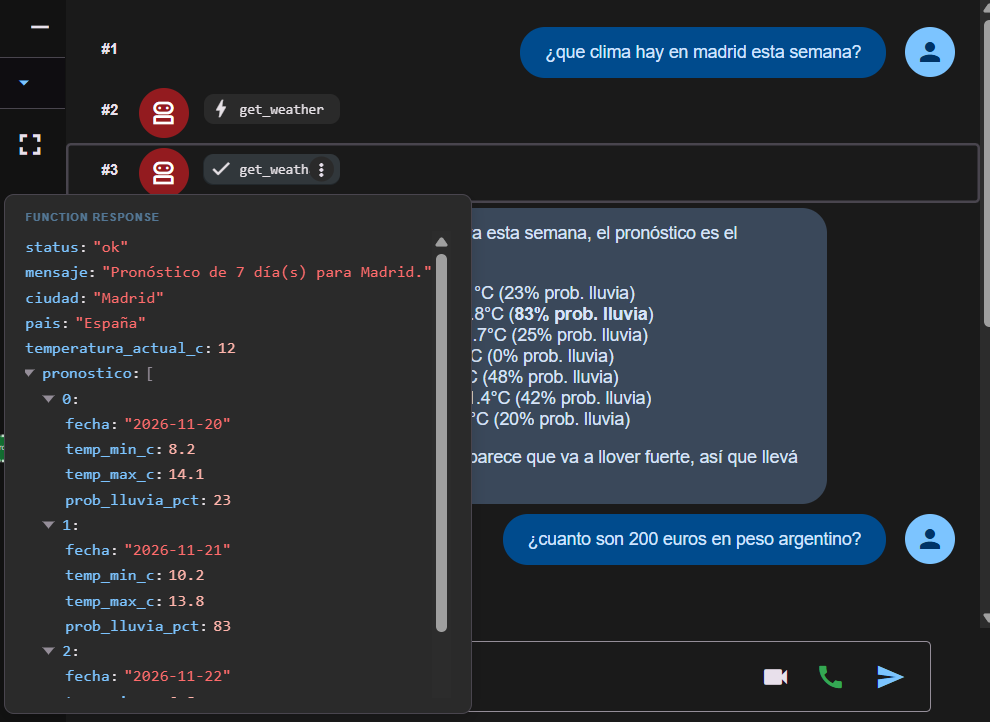 #1
¿que clima hay en madrid esta semana?
#2
get_weather
#3
get_weath
FUNCTION RESPONSE
status: "ok"
mensaje: "Pronóstico de 7 día(s) para Madrid."
ciudad: "Madrid"
pais: "España"
temperatura_actual_c: 12
pronostico: [
0:
fecha: "2026-11-20"
temp_min_c: 8.2
temp_max_c: 14.1
prob_lluvia_pct: 23
1:
fecha: "2026-11-21"
temp_min_c: 10.2
temp_max_c: 13.8
prob_lluvia_pct: 83
2:
fecha: "2026-11-22"
a esta semana, el pronóstico es el
°C (23% prob. lluvia)
.8°C (83% prob. lluvia)
.7°C (25% prob. lluvia)
C (0% prob. lluvia)
(48% prob. lluvia)
.4°C (42% prob. lluvia)
°C (20% prob. lluvia)
parece que va a llover fuerte, así que llevá
¿cuanto son 200 euros en peso argentino?